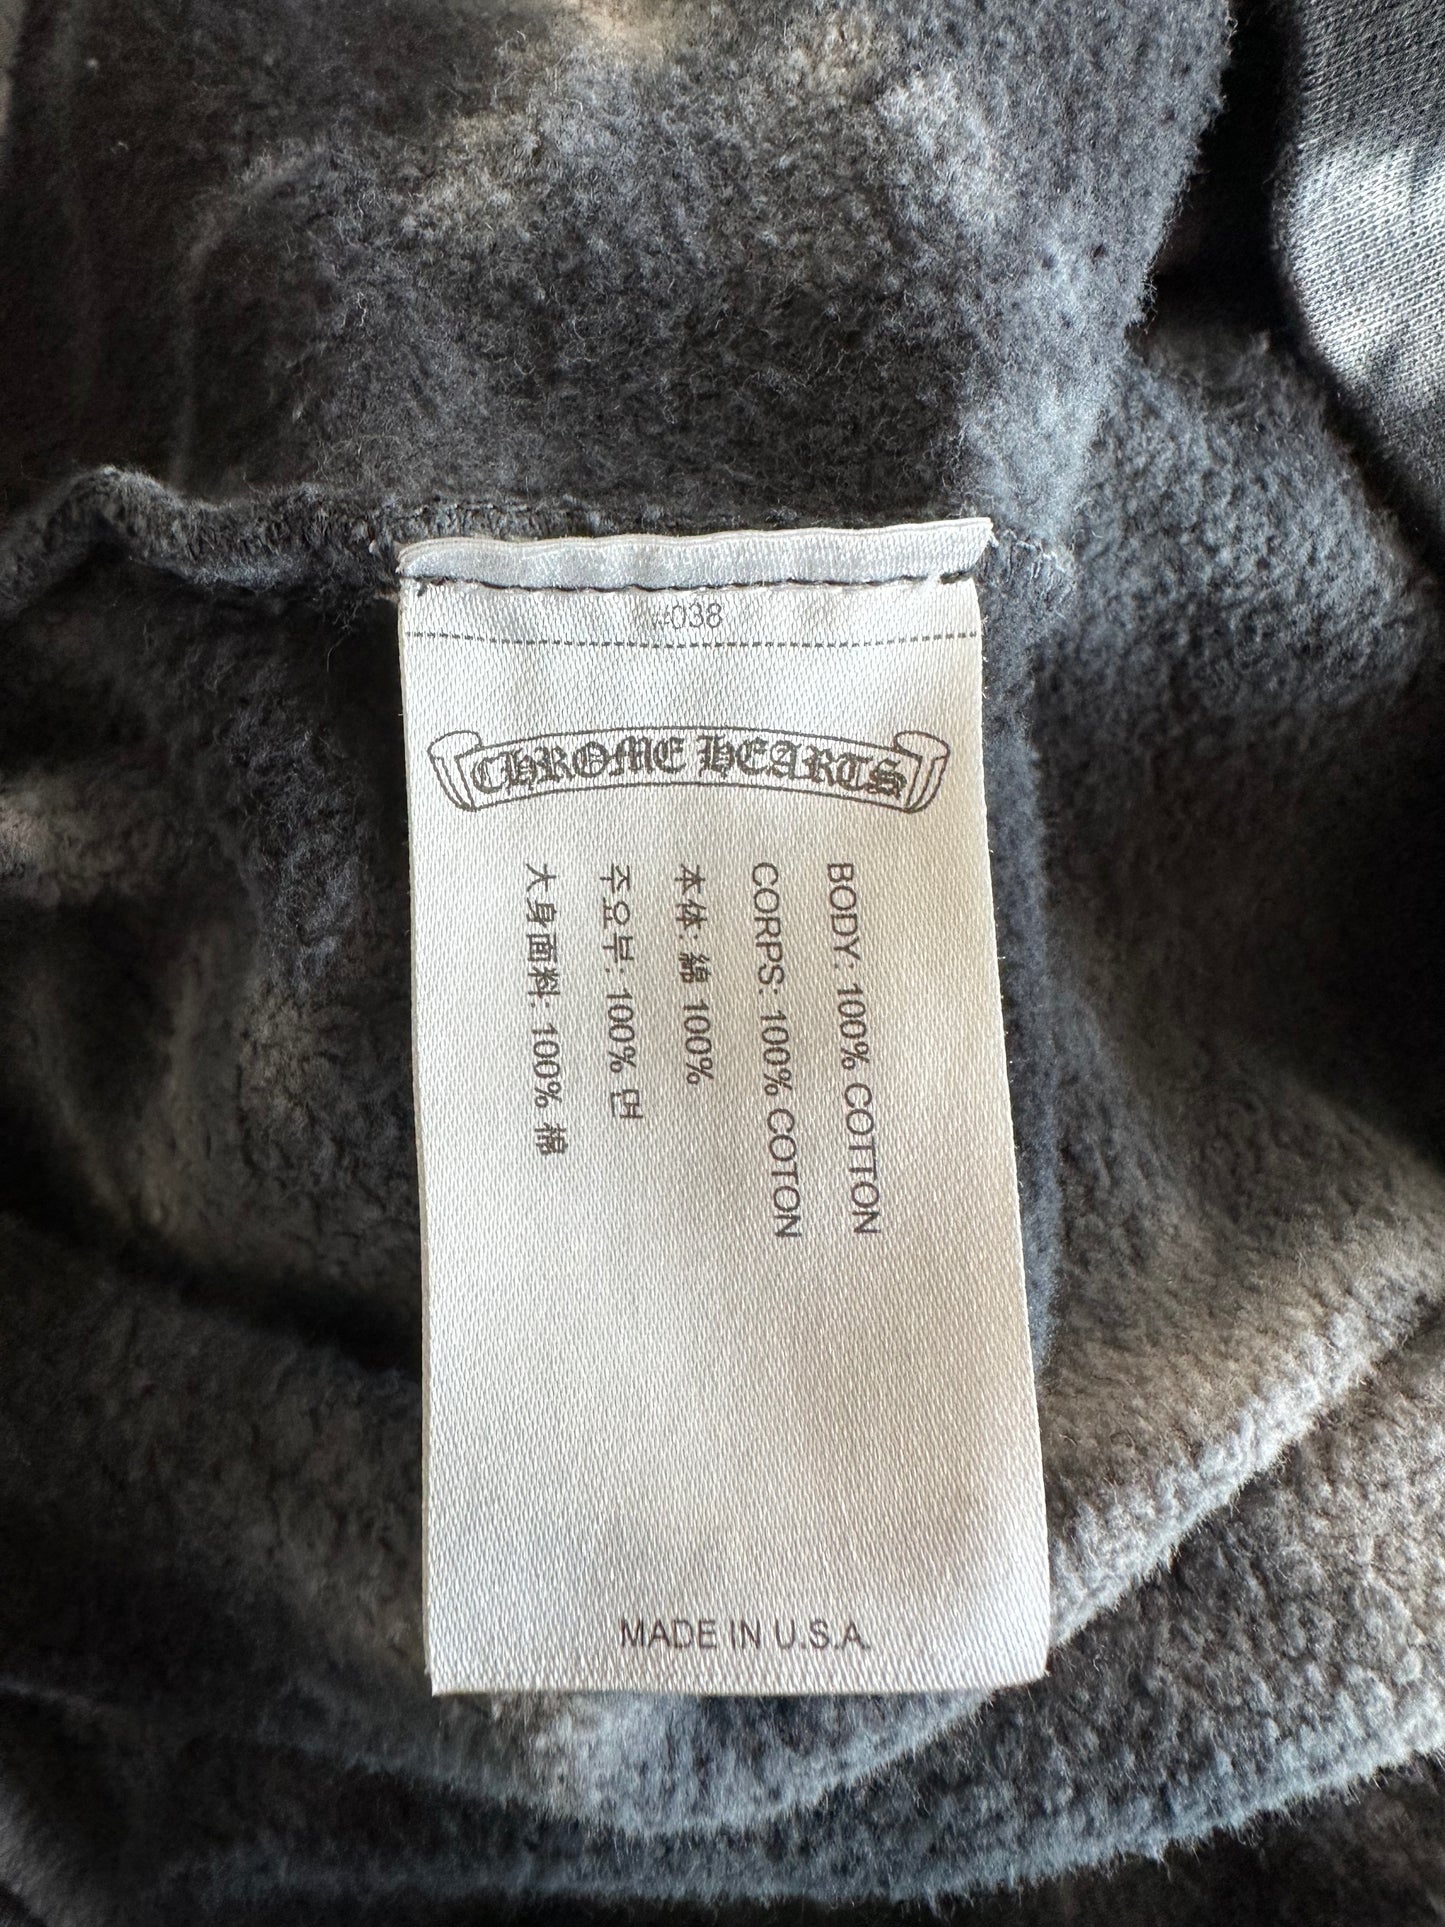 #038
CHROME HEARTS
BODY: 100% COTTON
CORPS: 100% COTON
本体: 綿 100%
주요부: 100% 면
大身面料: 100% 棉
MADE IN U.S.A.